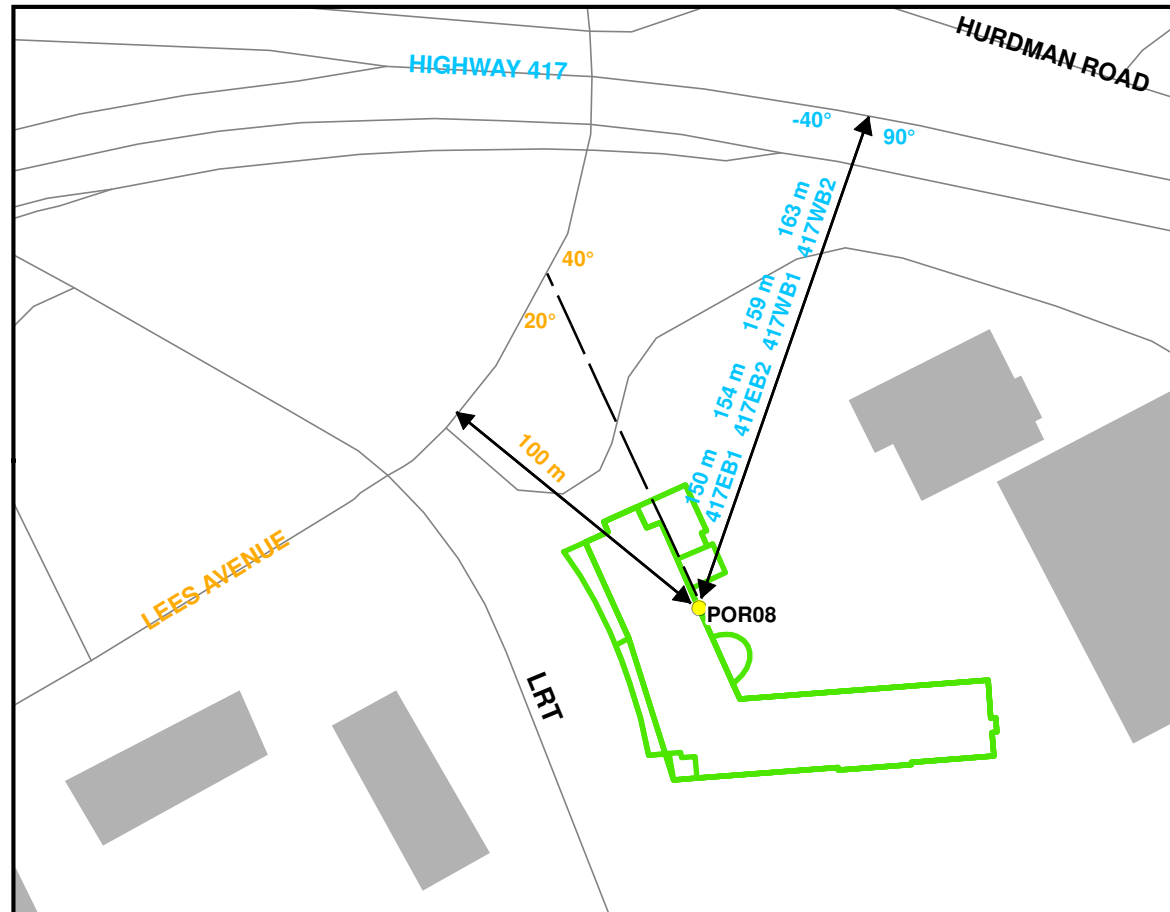 HURDMAN ROAD
HIGHWAY 417
-40°
90°
163 m
417WB2
40°
159 m
417WB1
20°
154 m
417EB2
100 m
150 m
417EB1
LEES AVENUE
POR08
LRT